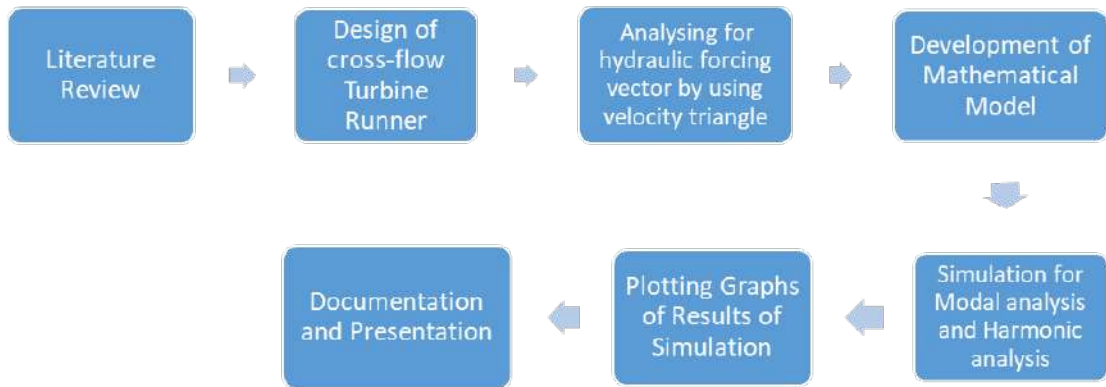 Literature
Review
Design of
cross-flow
Turbine
Runner
Analysing for
hydraulic forcing
vector by using
velocity triangle
Development of
Mathematical
Model
Simulation for
Modal analysis
and Harmonic
analysis
Plotting Graphs
of Results of
Simulation
Documentation
and Presentation